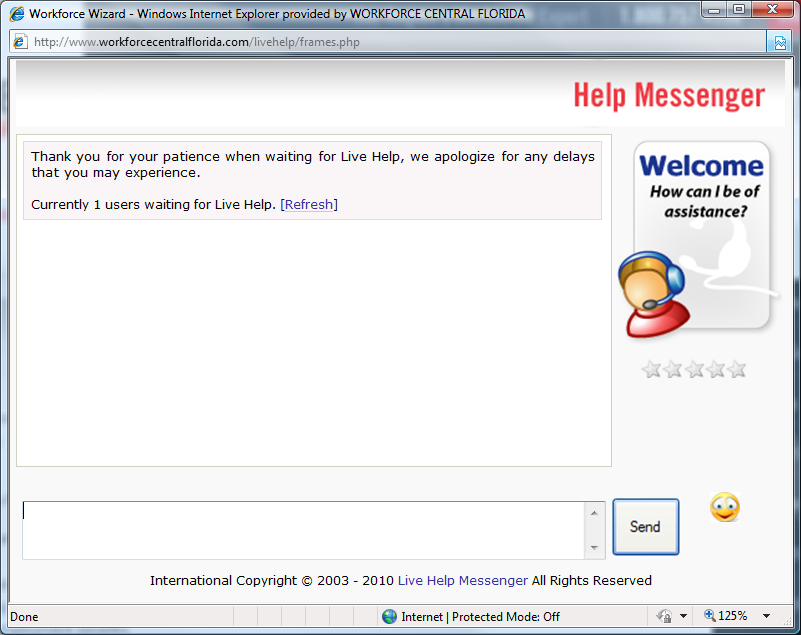 Workforce Wizard - Windows Internet Explorer provided by WORKFORCE CENTRAL FLORIDA
http://www.workforcecentralflorida.com/livehelp/frames.php
Help Messenger
Thank you for your patience when waiting for Live Help, we apologize for any delays
that you may experience.
Currently 1 users waiting for Live Help. [Refresh]
Welcome
How can I be of
assistance?
Send
International Copyright © 2003 - 2010 Live Help Messenger All Rights Reserved
Done
Internet | Protected Mode: Off
125%